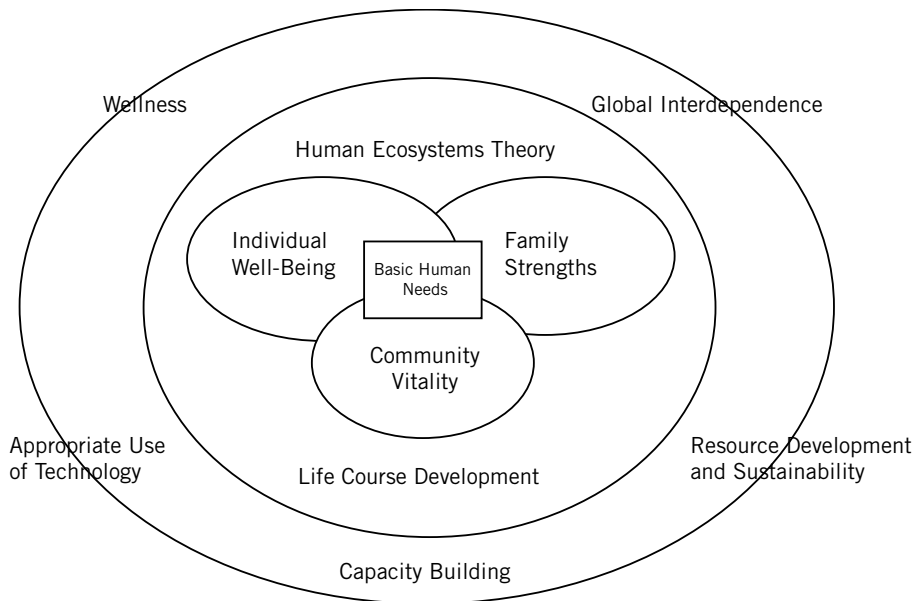 Wellness
Global Interdependence
Human Ecosystems Theory
Individual
Well-Being
Family
Strengths
Basic Human
Needs
Community
Vitality
Appropriate Use
of Technology
Resource Development
and Sustainability
Life Course Development
Capacity Building